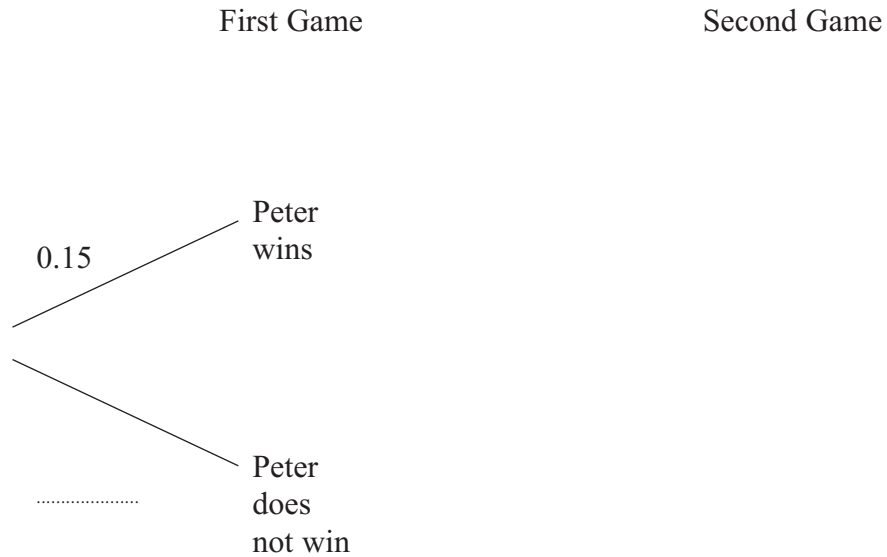 First Game
Second Game
Peter
wins
0.15
Peter
does
not win